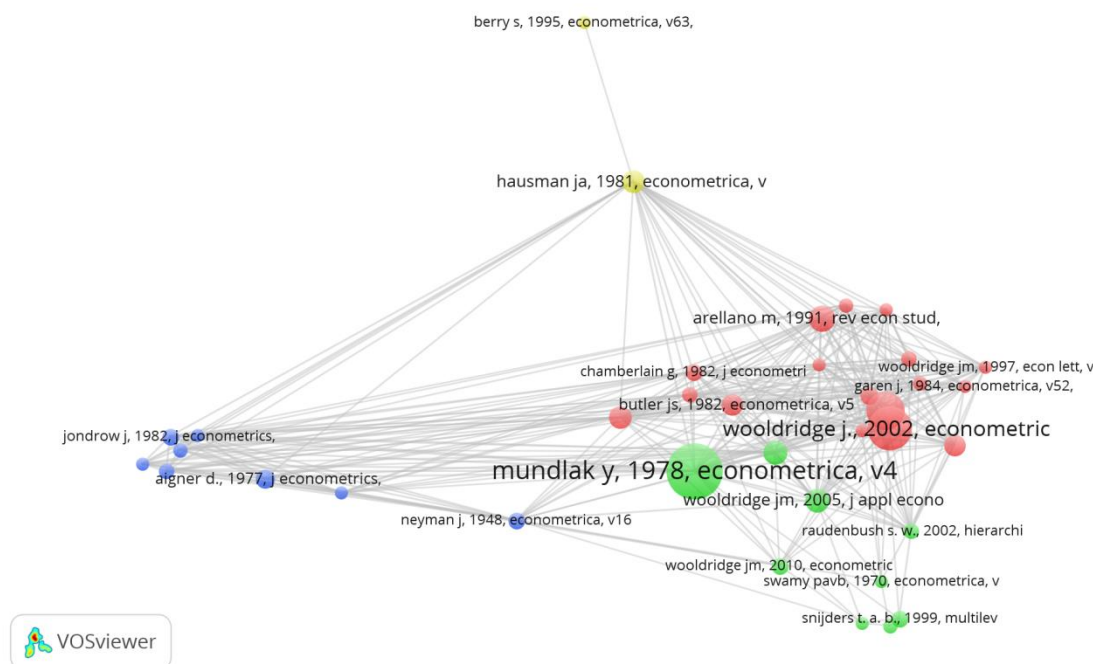 berry s, 1995, econometrica, v63,
hausman ja, 1981, econometrica, v
arellano m, 1991, rev econ stud,
wooldridge jm, 1997, econ lett, v
chamberlain g, 1982, j econometri
garen j, 1984, econometrica, v52,
butler js, 1982, econometrica, v5
wooldridge j., 2002, econometric
jondrow j, 1982, j econometrics,
mundlak y, 1978, econometrica, v4
aigner d., 1977, j econometrics,
wooldridge jm, 2005, j appl econo
neyman j, 1948, econometrica, v16
raudenbush s. w., 2002, hierarchi
wooldridge jm, 2010, econometric
swamy pavb, 1970, econometrica, v
snijders t. a. b., 1999, multilev
VOSviewer